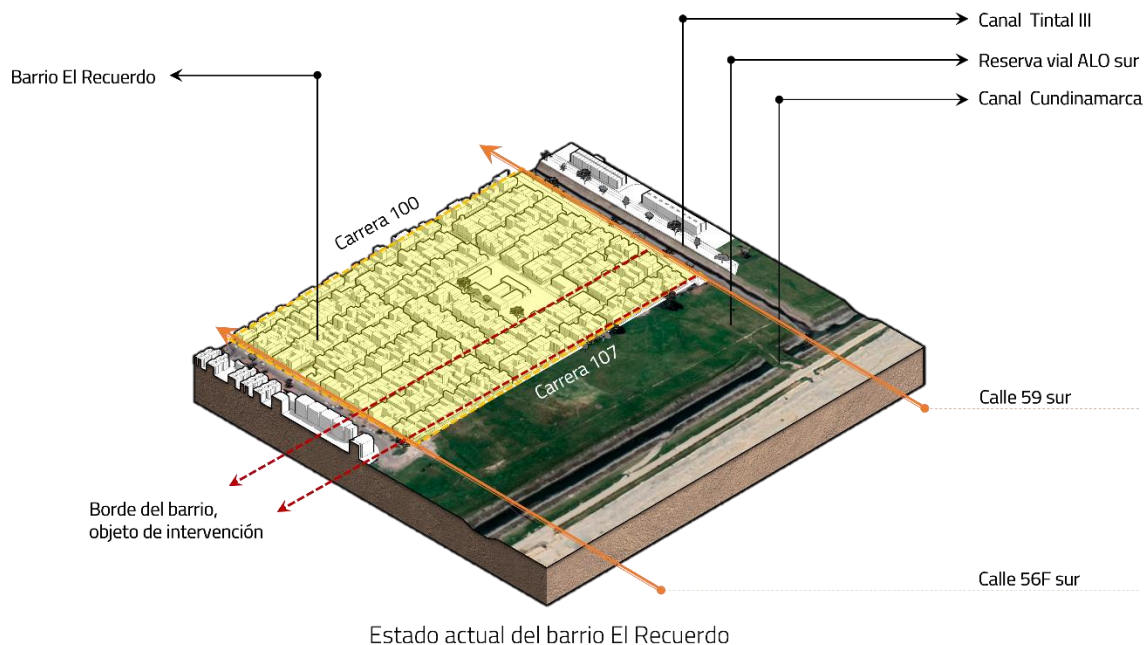 Canal Tintal III
Barrio El Recuerdo
Reserva vial ALO sur
Canal Cundinamarca
Carrera 100
Carrera 107
Calle 59 sur
Borde del barrio,
objeto de intervención
Calle 56F sur
Estado actual del barrio El Recuerdo